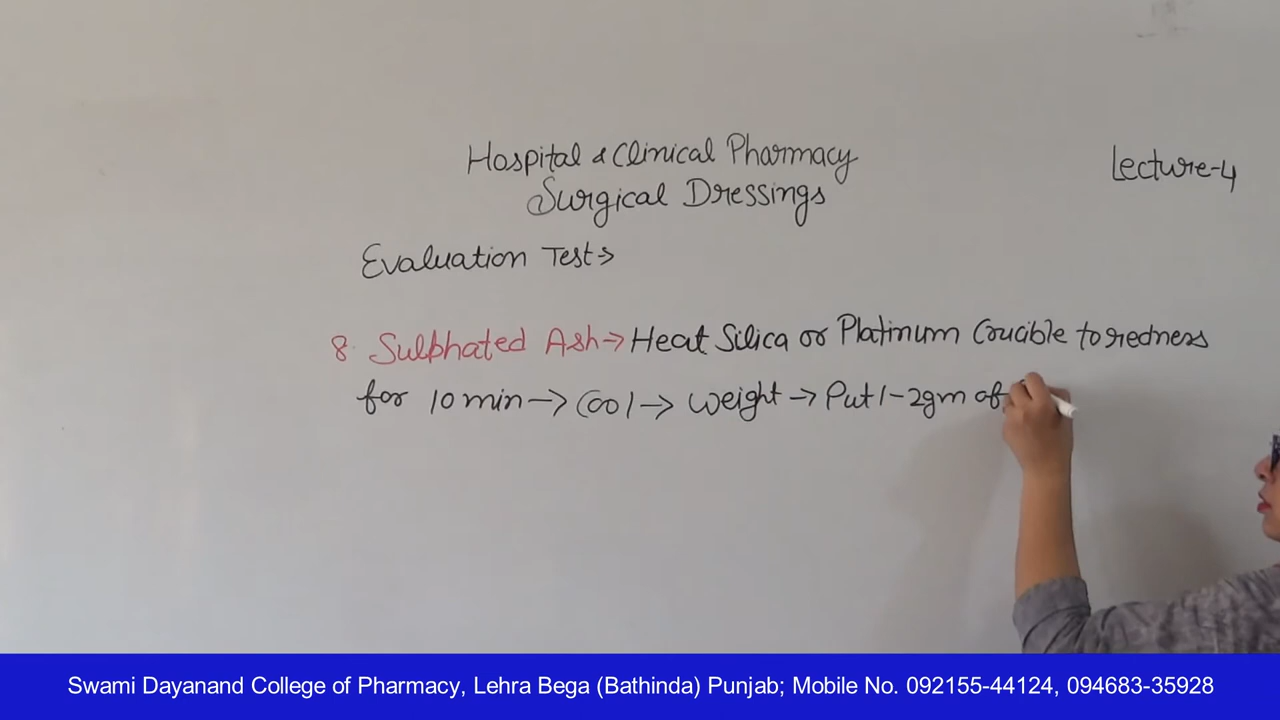 Hospital & Clinical Pharmacy
Lecture-4
Surgical Dressings
Evaluation Test→
8 Sulphated Ash→Heat Silica or Platinum Crucible to redness
for 10 min→Cool→Weight→Put 1-2gm of
Swami Dayanand College of Pharmacy, Lehra Bega (Bathinda) Punjab; Mobile No. 092155-44124, 094683-35928